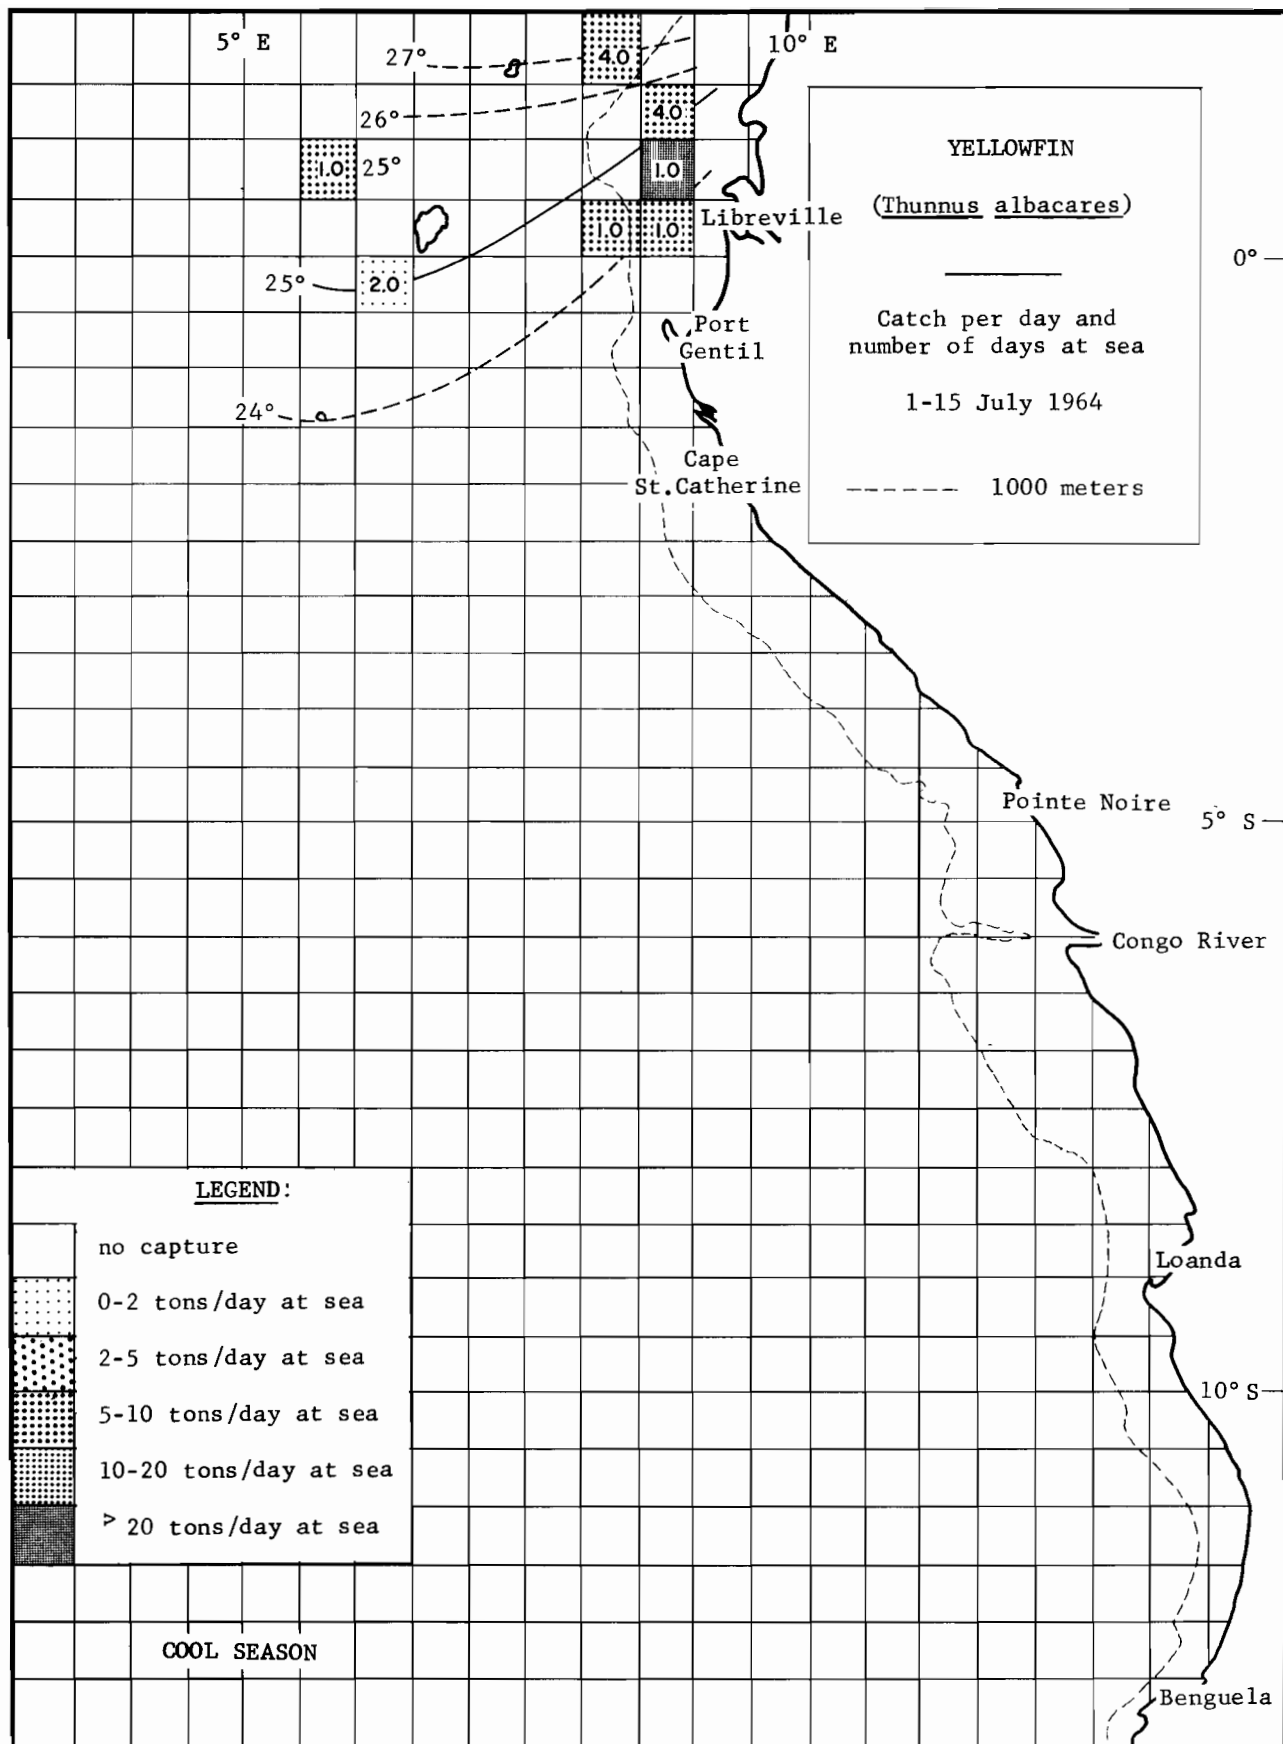 5° E
10° E
27°
4.0
26°
4.0
1.0
25°
1.0
1.0
1.0
Libreville
25°
2.0
0°
Port
Gentil
24°
Cape
St.Catherine
YELLOWFIN
(Thunnus albacares)
Catch per day and
number of days at sea
1-15 July 1964
1000 meters
Pointe Noire
5° S
Congo River
Loanda
10° S
Benguela
LEGEND:
no capture
0-2 tons/day at sea
2-5 tons/day at sea
5-10 tons/day at sea
10-20 tons/day at sea
> 20 tons/day at sea
COOL SEASON